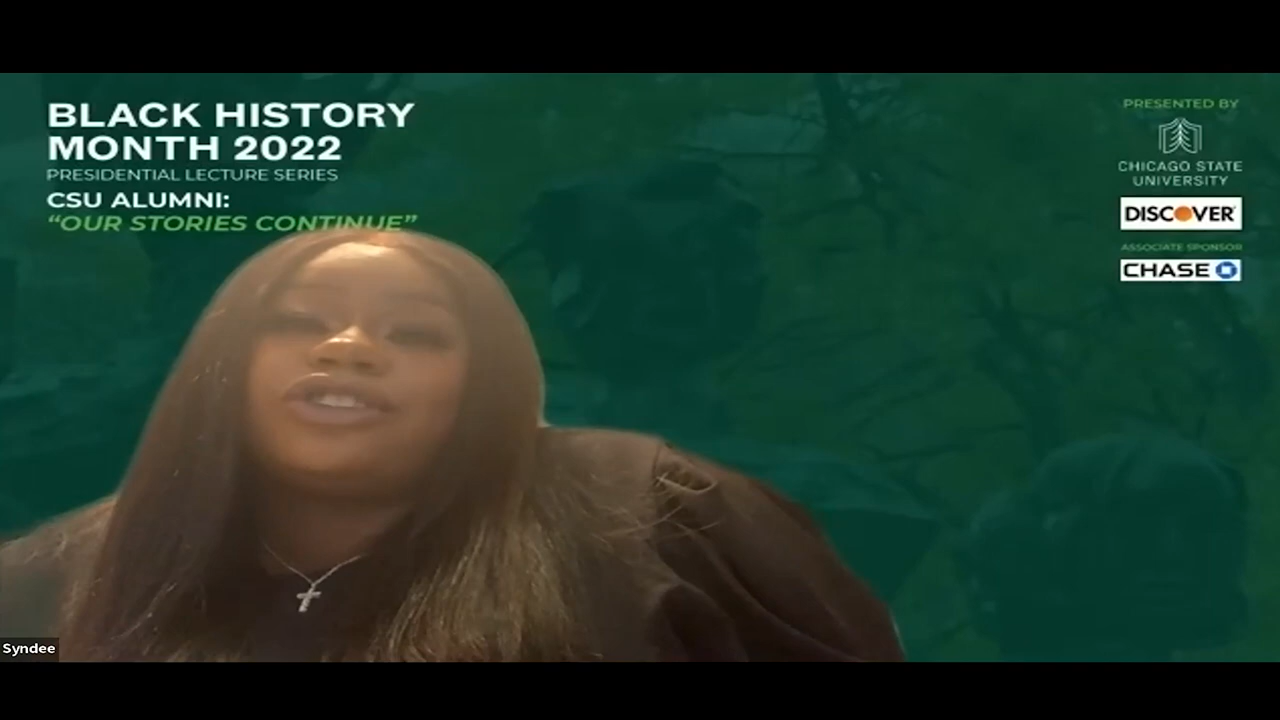 BLACK HISTORY
MONTH 2022
PRESIDENTIAL LECTURE SERIES
CSU ALUMNI:
“OUR STORIES CONTINUE”
PRESENTED BY
CHICAGO STATE
UNIVERSITY
DISCOVER
ASSOCIATE SPONSOR
CHASE
Syndee